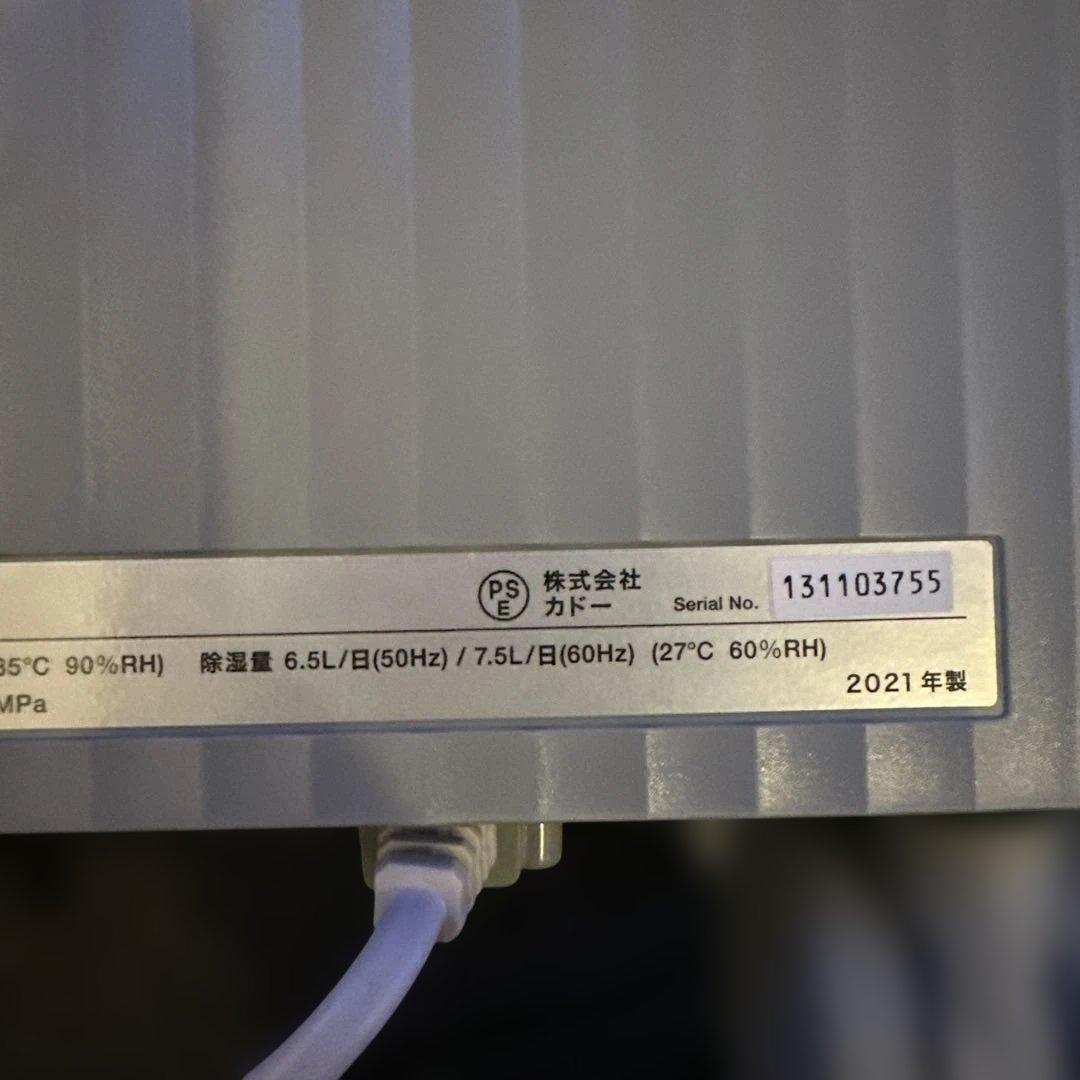 PS
E
株式会社
カドー
Serial No. 131103755
35°C 90%RH) 除湿量 6.5L/日(50Hz) / 7.5L/日(60Hz) (27°C 60%RH)
MPa
2021年製